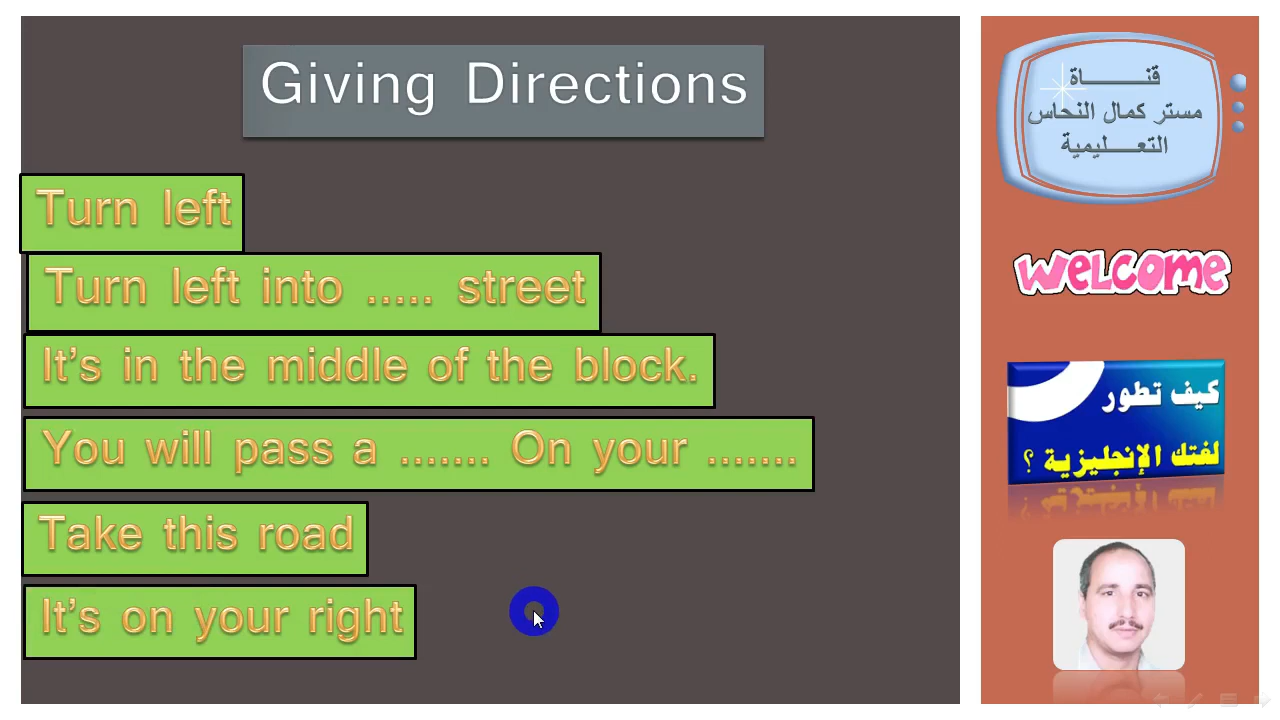 Giving Directions
Turn left
Turn left into ..... street
It's in the middle of the block.
You will pass a ....... On your .......
Take this road
It's on your right
قنـــــــاة
مستر كمال النحاس
التعـــــليمية
WELCOME
كيف تطور
لغتك الإنجليزية ؟